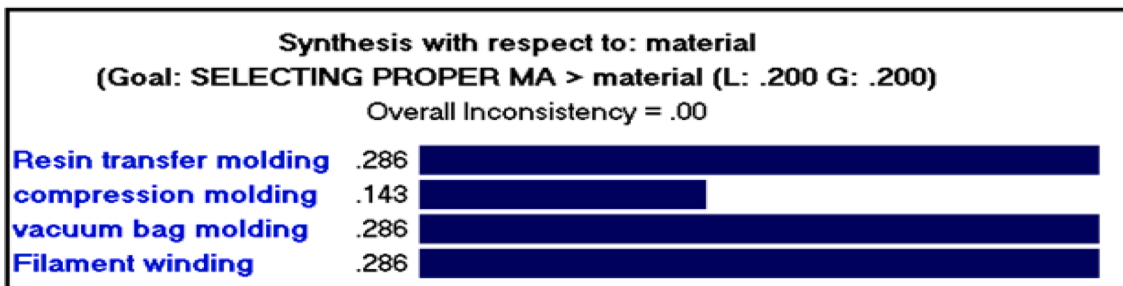 Synthesis with respect to: material
(Goal: SELECTING PROPER MA > material (L: .200 G: .200)
Overall Inconsistency = .00
Resin transfer molding .286
compression molding .143
vacuum bag molding .286
Filament winding .286